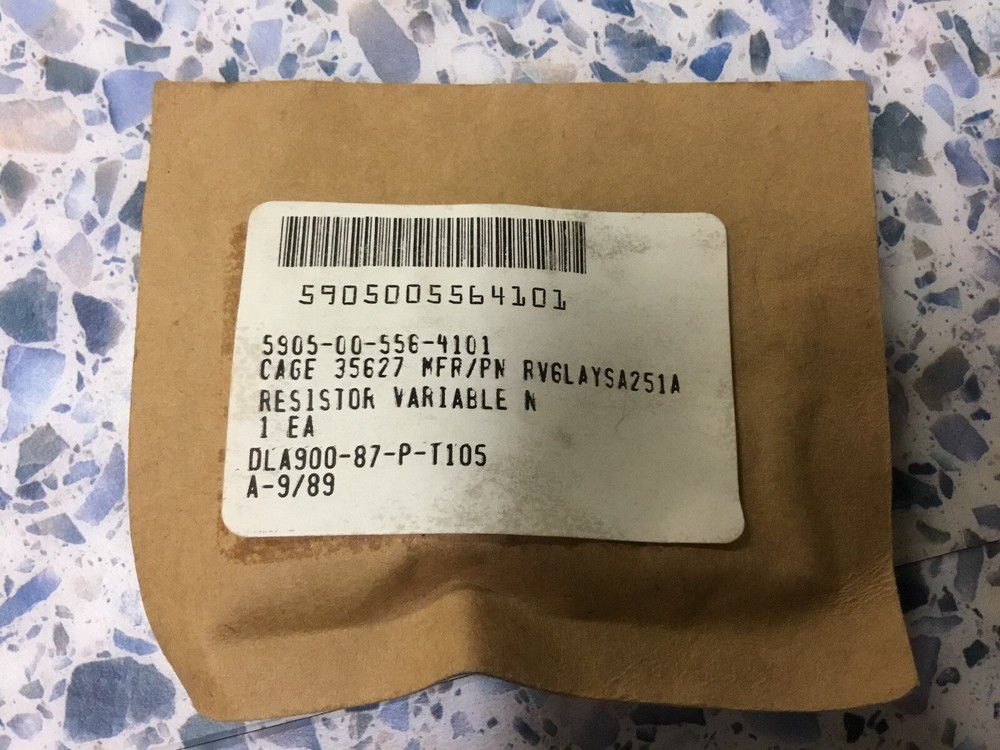 5905005564101
5905-00-556-4101
CAGE 35627 MFR/PN RV6LAYSA251A
RESISTOR VARIABLE N
1 EA
DLA900-87-P-T105
A-9/89